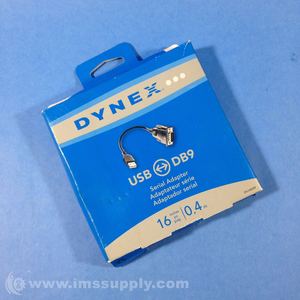 DYNEX
USB DB9
Serial Adapter
Adaptateur série
Adaptador serial
16 0.4
© www.imssupply.com